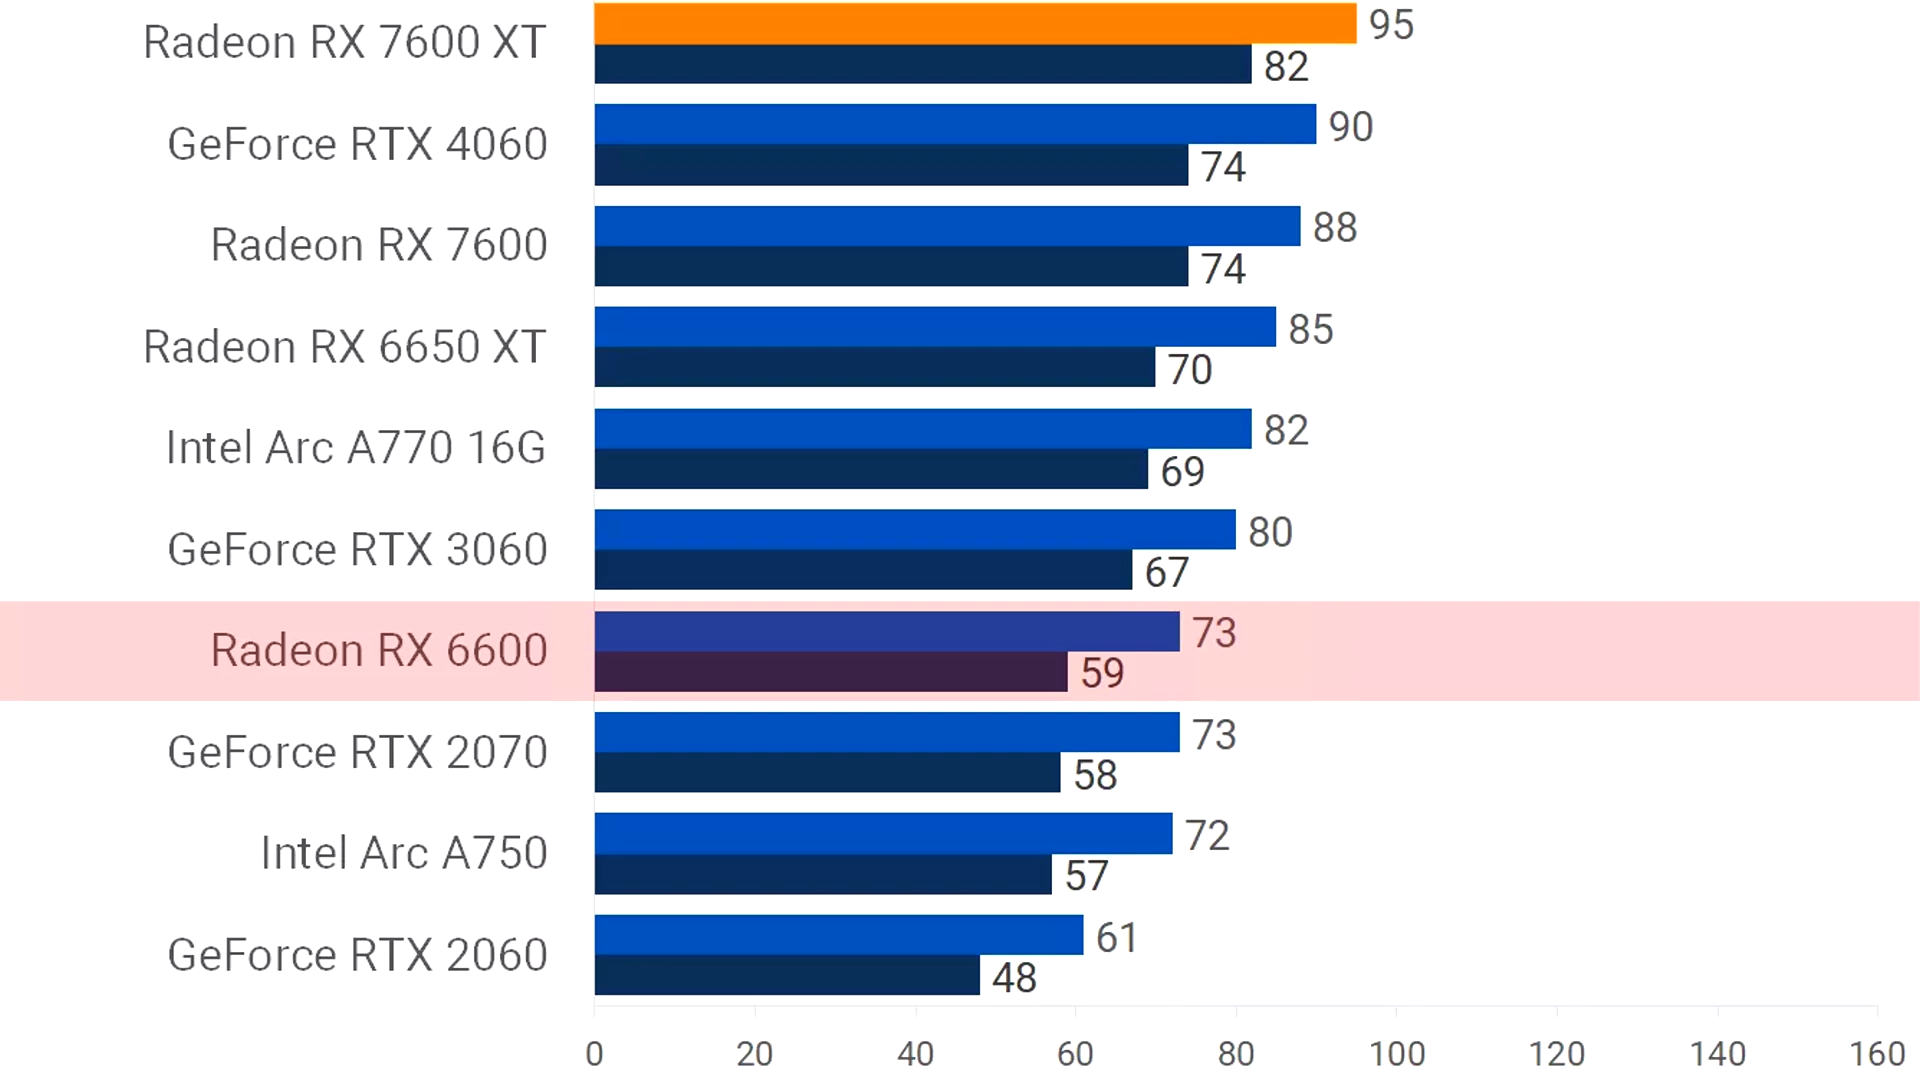 Radeon RX 7600 XT 95
82
GeForce RTX 4060 90
74
Radeon RX 7600 88
74
Radeon RX 6650 XT 85
70
Intel Arc A770 16G 82
69
GeForce RTX 3060 80
67
Radeon RX 6600 73
59
GeForce RTX 2070 73
58
Intel Arc A750 72
57
GeForce RTX 2060 61
48
0 20 40 60 80 100 120 140 160